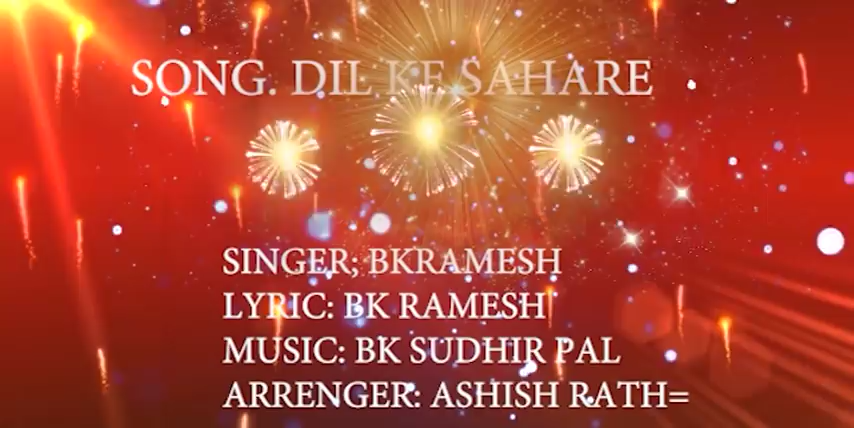 SONG. DIL KE SAHARE
SINGER; BKRAMESH
LYRIC: BK RAMESH
MUSIC: BK SUDHIR PAL
ARRENGER: ASHISH RATH=